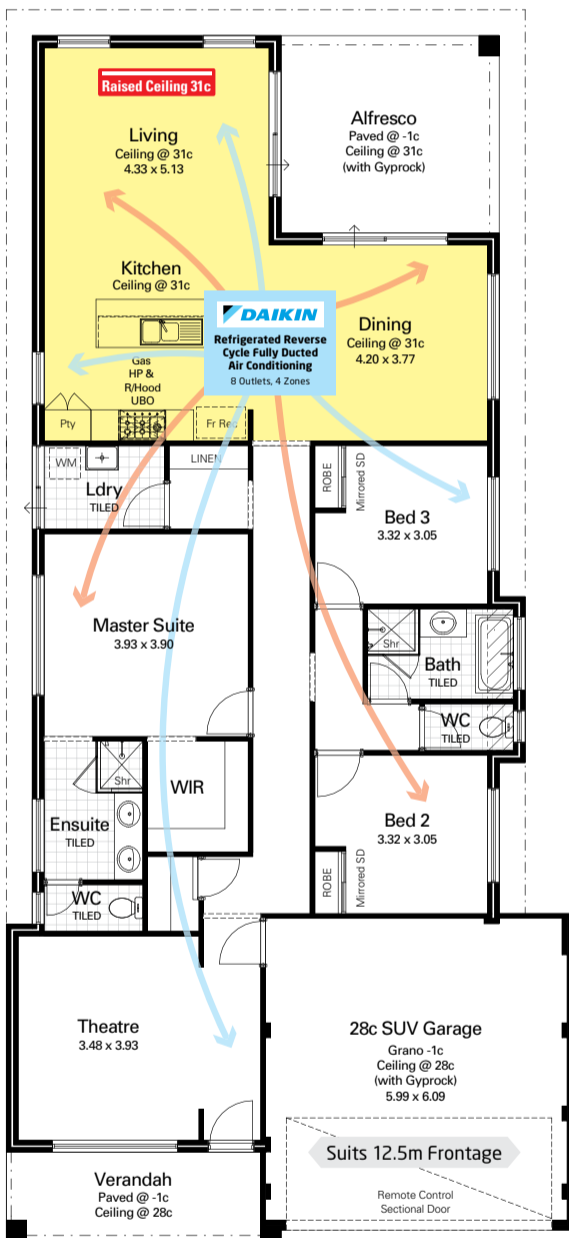 Raised Ceiling 31c
Living
Ceiling @ 31c
4.33 x 5.13
Alfresco
Paved @ -1c
Ceiling @ 31c
(with Gyprock)
Kitchen
Ceiling @ 31c
DAIKIN
Refrigerated Reverse
Cycle Fully Ducted
Air Conditioning
8 Outlets, 4 Zones
Dining
Ceiling @ 31c
4.20 x 3.77
Gas
HP &
R/Hood
UBO
Pty
Fr Rec
WM
LINEN
Ldry
TILED
ROBE
Mirrored SD
Bed 3
3.32 x 3.05
Master Suite
3.93 x 3.90
Shr
Bath
TILED
WC
TILED
Shr
WIR
Ensuite
TILED
Bed 2
3.32 x 3.05
ROBE
Mirrored SD
WC
TILED
Theatre
3.48 x 3.93
28c SUV Garage
Grano -1c
Ceiling @ 28c
(with Gyprock)
5.99 x 6.09
Suits 12.5m Frontage
Verandah
Paved @ -1c
Ceiling @ 28c
Remote Control
Sectional Door